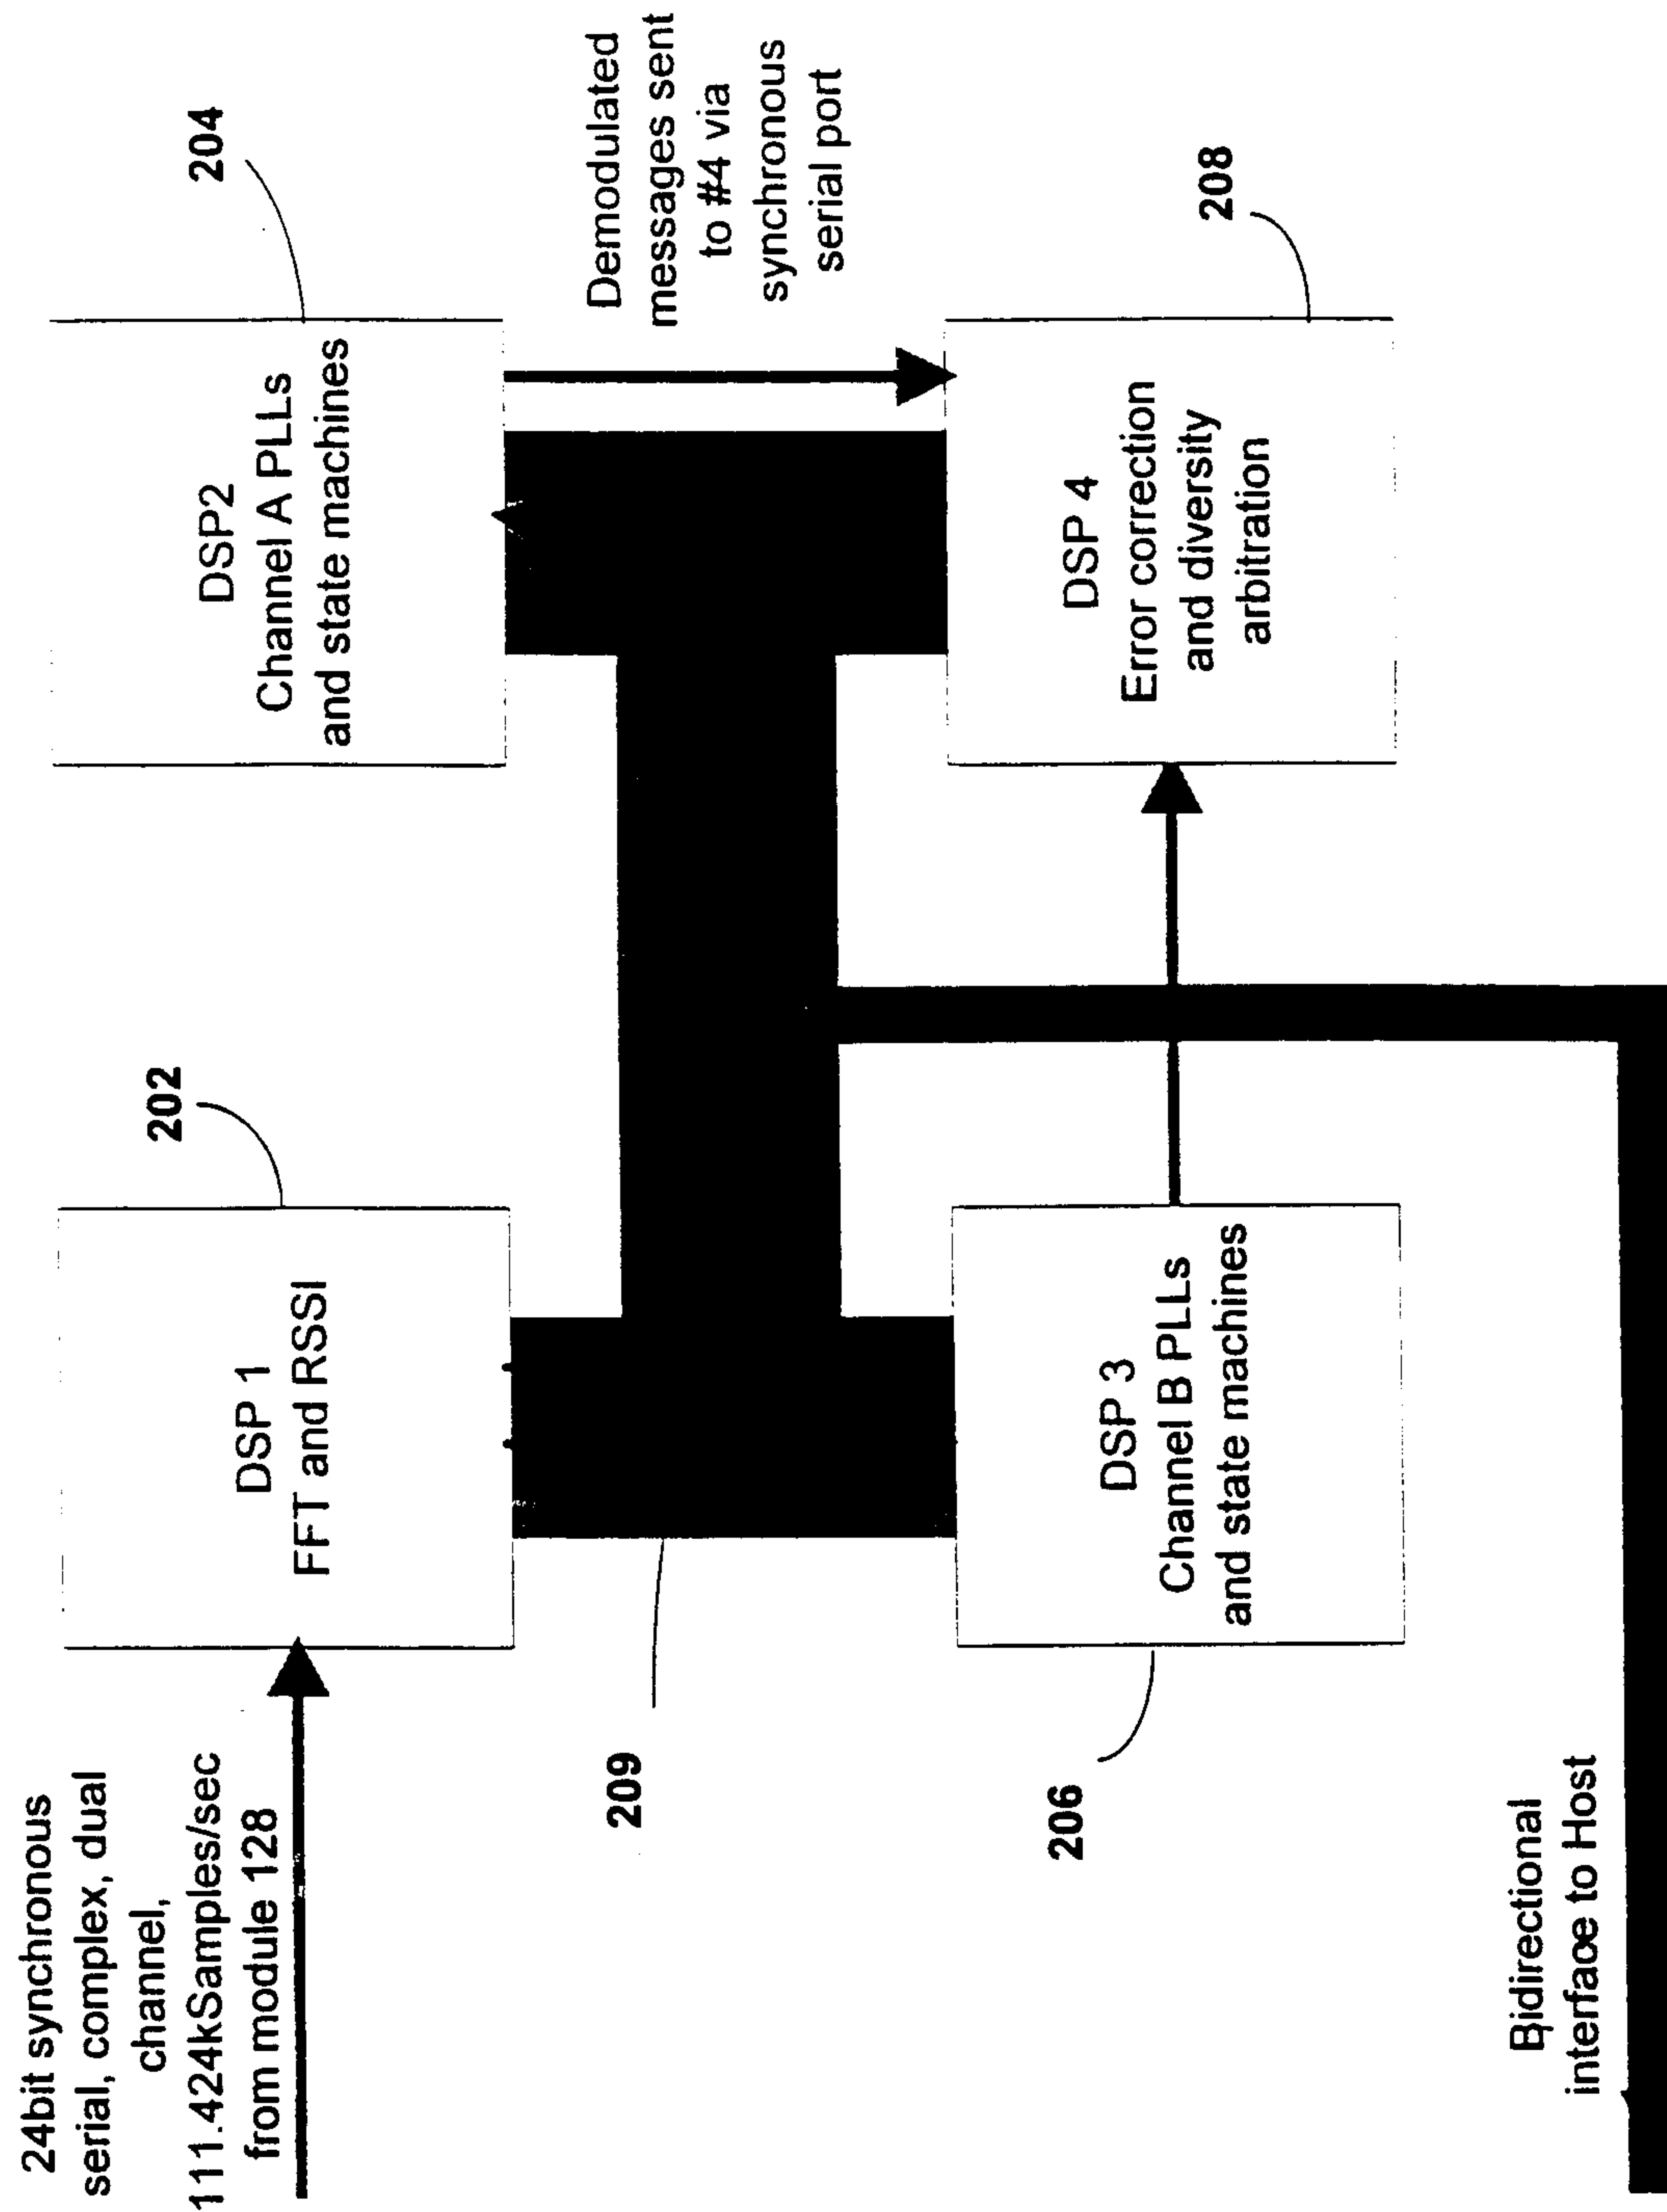 24bit synchronous
serial, complex, dual
channel,
111.424kSamples/sec
from module 128
202
DSP 1
FFT and RSSI
204
DSP2
Channel A PLLs
and state machines
Demodulated
messages sent
to #4 via
synchronous
serial port
209
206
DSP 3
Channel B PLLs
and state machines
208
DSP 4
Error correction
and diversity
arbitration
Bidirectional
interface to Host